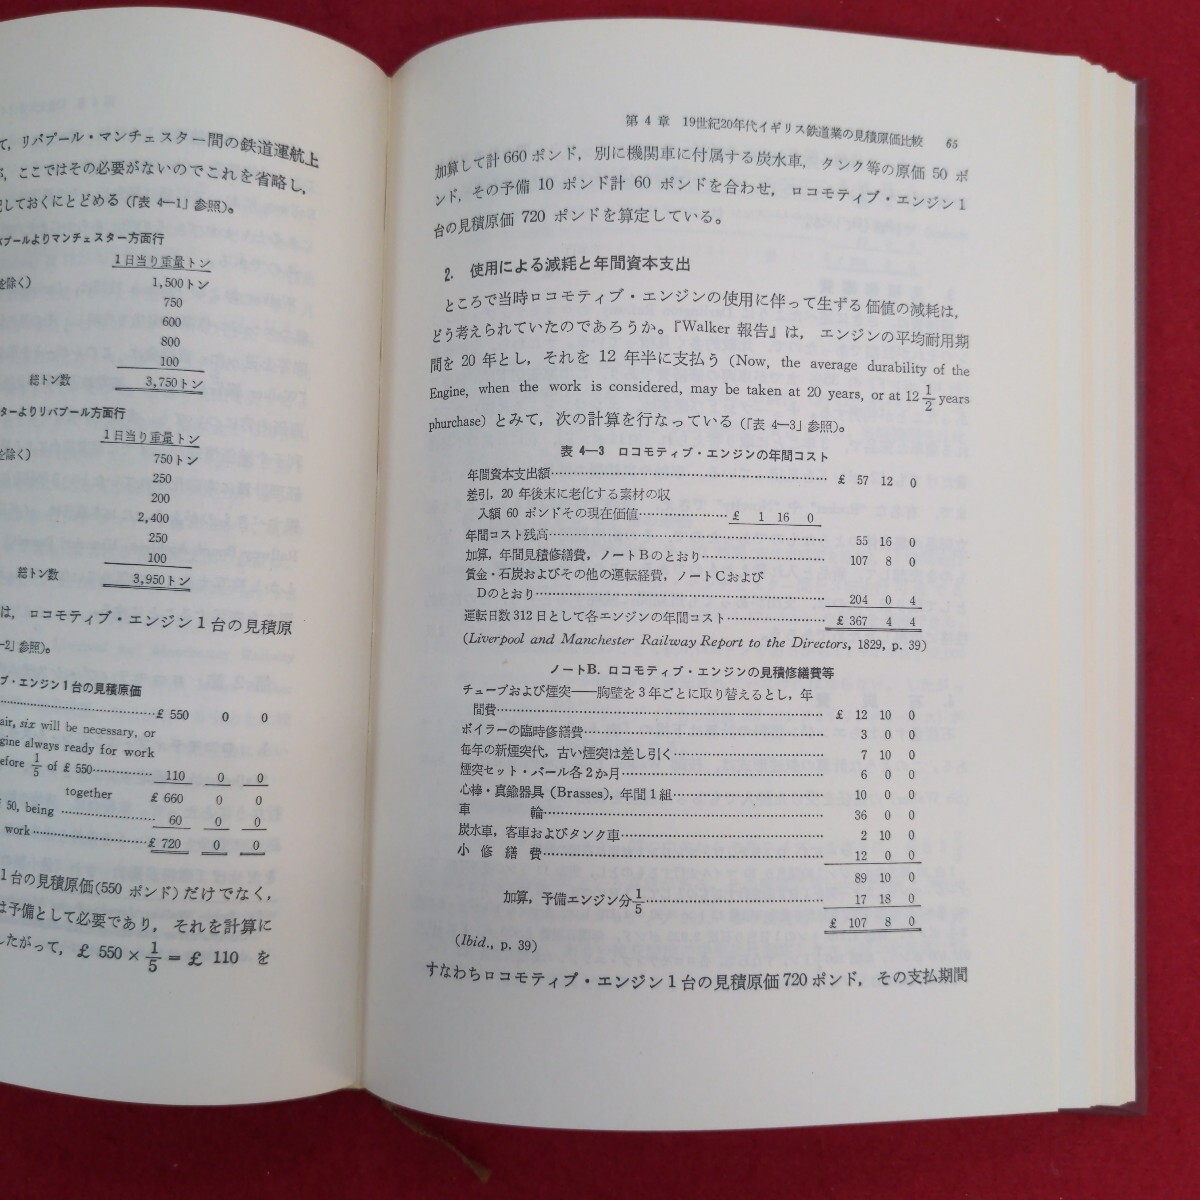 て，リバプール・マンチェスター間の鉄道運航上
，ここではその必要がないのでこれを省略し，
しておくにとどめる（「表 4―1」参照）。
プールよりマンチェスター方面行
1日当り重量トン
を除く） 1,500トン
750
600
800
100
総トン数 3,750トン
ターよりリバプール方面行
1日当り重量トン
を除く） 750トン
250
200
2,400
250
100
総トン数 3,950トン
は，ロコモティブ・エンジン1台の見積原
―2」参照）。
ブ・エンジン1台の見積原価
£ 550 0 0
air, six will be necessary, or
gine always ready for work
efore 1/5 of £ 550 110 0 0
together £ 660 0 0
£ 50, being 60 0 0
work £ 720 0 0
1台の見積原価（550 ポンド）だけでなく，
は予備として必要であり，それを計算に
したがって，£ 550 × 1/5 = £ 110 を
第 4 章 19世紀20年代イギリス鉄道業の見積原価比較 65
加算して計 660 ポンド，別に機関車に付属する炭水車，タンク等の原価 50 ポ
ンド，その予備 10 ポンド計 60 ポンドを合わせ，ロコモティブ・エンジン1
台の見積原価 720 ポンドを算定している。
2. 使用による減耗と年間資本支出
ところで当時ロコモティブ・エンジンの使用に伴って生ずる価値の減耗は，
どう考えられていたのであろうか。『Walker 報告』は，エンジンの平均耐用期
間を 20 年とし，それを 12 年半に支払う（Now, the average durability of the
Engine, when the work is considered, may be taken at 20 years, or at 12 1/2 years
phurchase）とみて，次の計算を行なっている（「表 4―3」参照）。
表 4―3 ロコモティブ・エンジンの年間コスト
年間資本支出額 £ 57 12 0
差引，20 年後末に老化する素材の収
入額 60 ポンドその現在価値 £ 1 16 0
年間コスト残高 55 16 0
加算，年間見積修繕費，ノートBのとおり 107 8 0
賃金・石炭およびその他の運転経費，ノートCおよび
Dのとおり 204 0 4
運転日数312日として各エンジンの年間コスト £ 367 4 4
(Liverpool and Manchester Railway Report to the Directors, 1829, p. 39)
ノートB. ロコモティブ・エンジンの見積修繕費等
チューブおよび煙突――胸壁を3年ごとに取り替えるとし，年
間費 £ 12 10 0
ボイラーの臨時修繕費 3 0 0
毎年の新煙突代，古い煙突は差し引く 7 10 0
煙突セット・バール各2か月 6 0 0
心棒・真鍮器具（Brasses），年間1組 10 0 0
車 輪 36 0 0
炭水車，客車およびタンク車 2 10 0
小 修 繕 費 12 0 0
89 10 0
加算，予備エンジン分1/5 17 18 0
£ 107 8 0
(Ibid., p. 39)
すなわちロコモティブ・エンジン1台の見積原価720ポンド，その支払期間